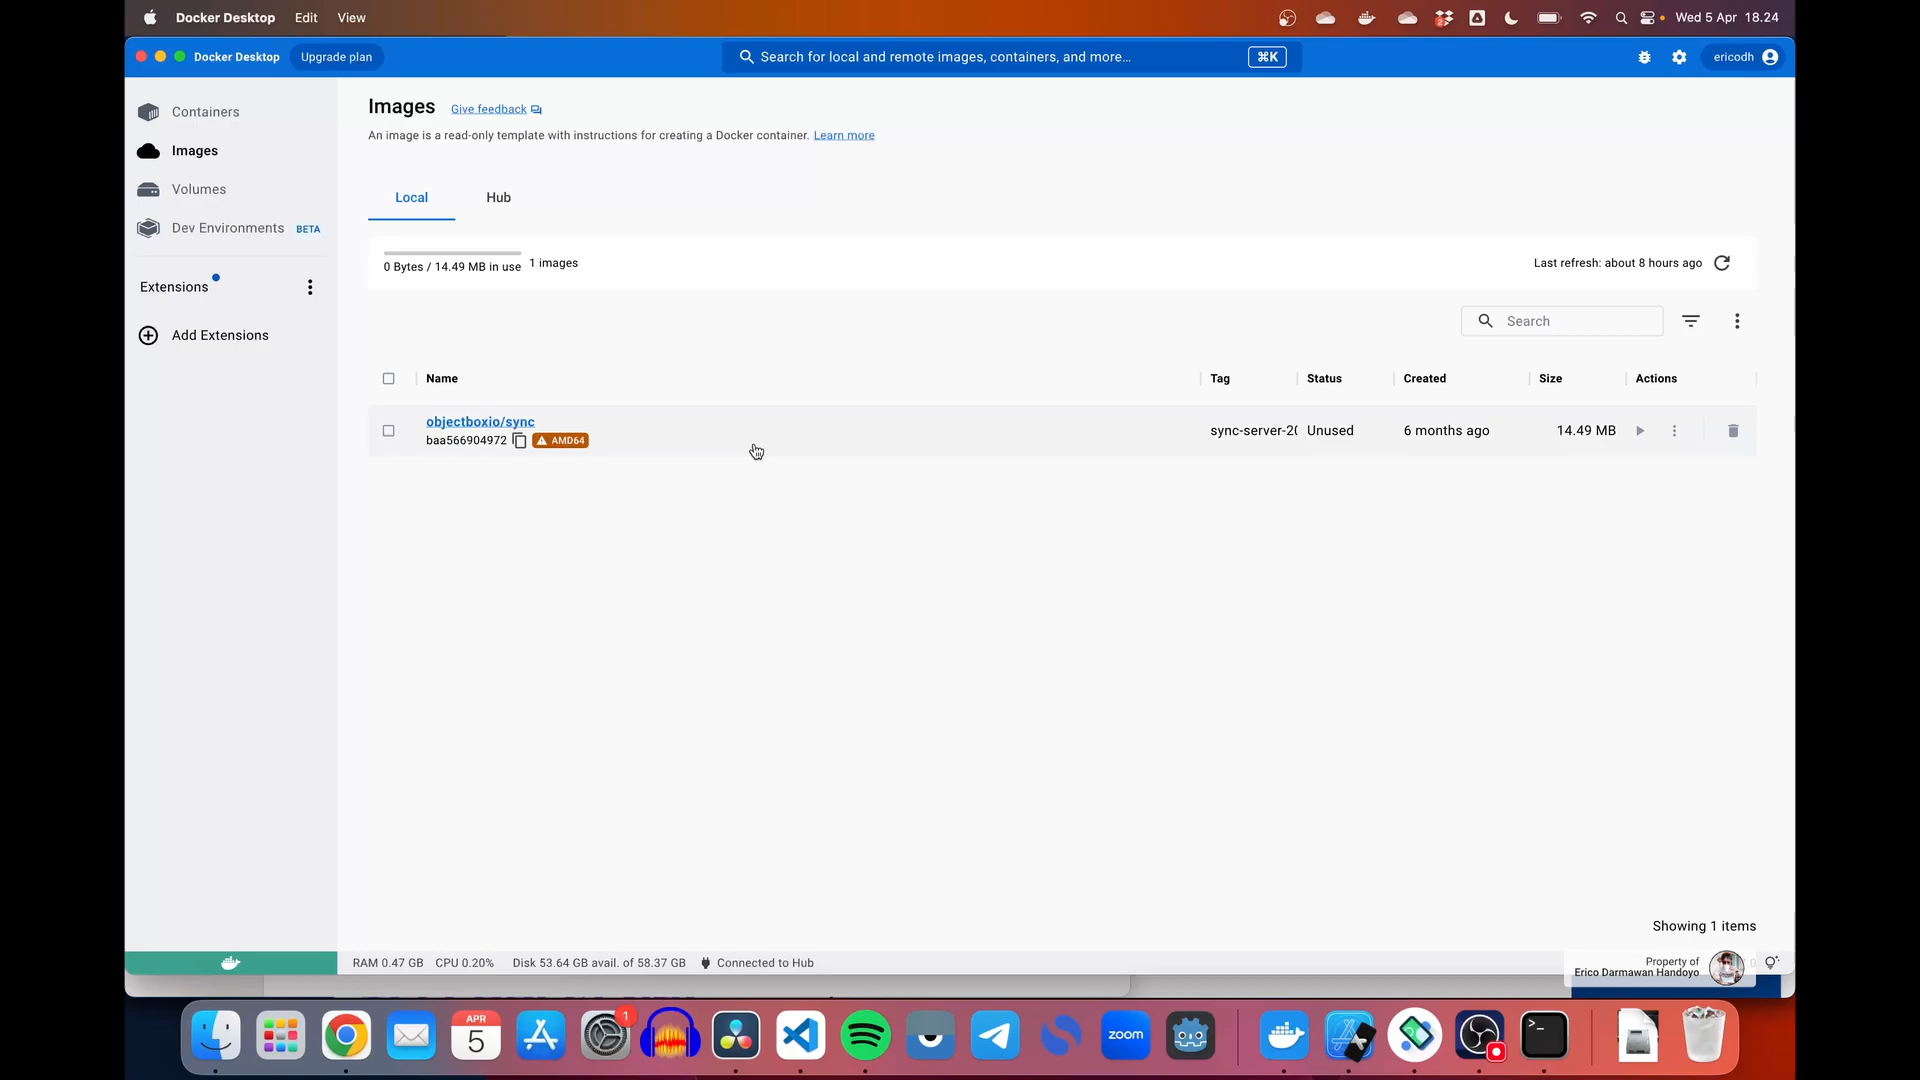 Docker Desktop Edit View
2
Wed 5 Apr 18.24
Docker Desktop
Upgrade plan
Search for local and remote images, containers, and more...
⌘K
ericodh
Containers
Images
Volumes
Dev Environments BETA
Extensions
Add Extensions
Images Give feedback
An image is a read-only template with instructions for creating a Docker container. Learn more
Local Hub
0 Bytes / 14.49 MB in use 1 images
Last refresh: about 8 hours ago
Search
Name Tag Status Created Size Actions
objectboxio/sync
baa566904972 AMD64
sync-server-20 Unused 6 months ago 14.49 MB
Showing 1 items
RAM 0.47 GB CPU 0.20% Disk 53.64 GB avail. of 58.37 GB Connected to Hub
Property of
Erico Darmawan Handoyo
APR
5
1
zoom
>_